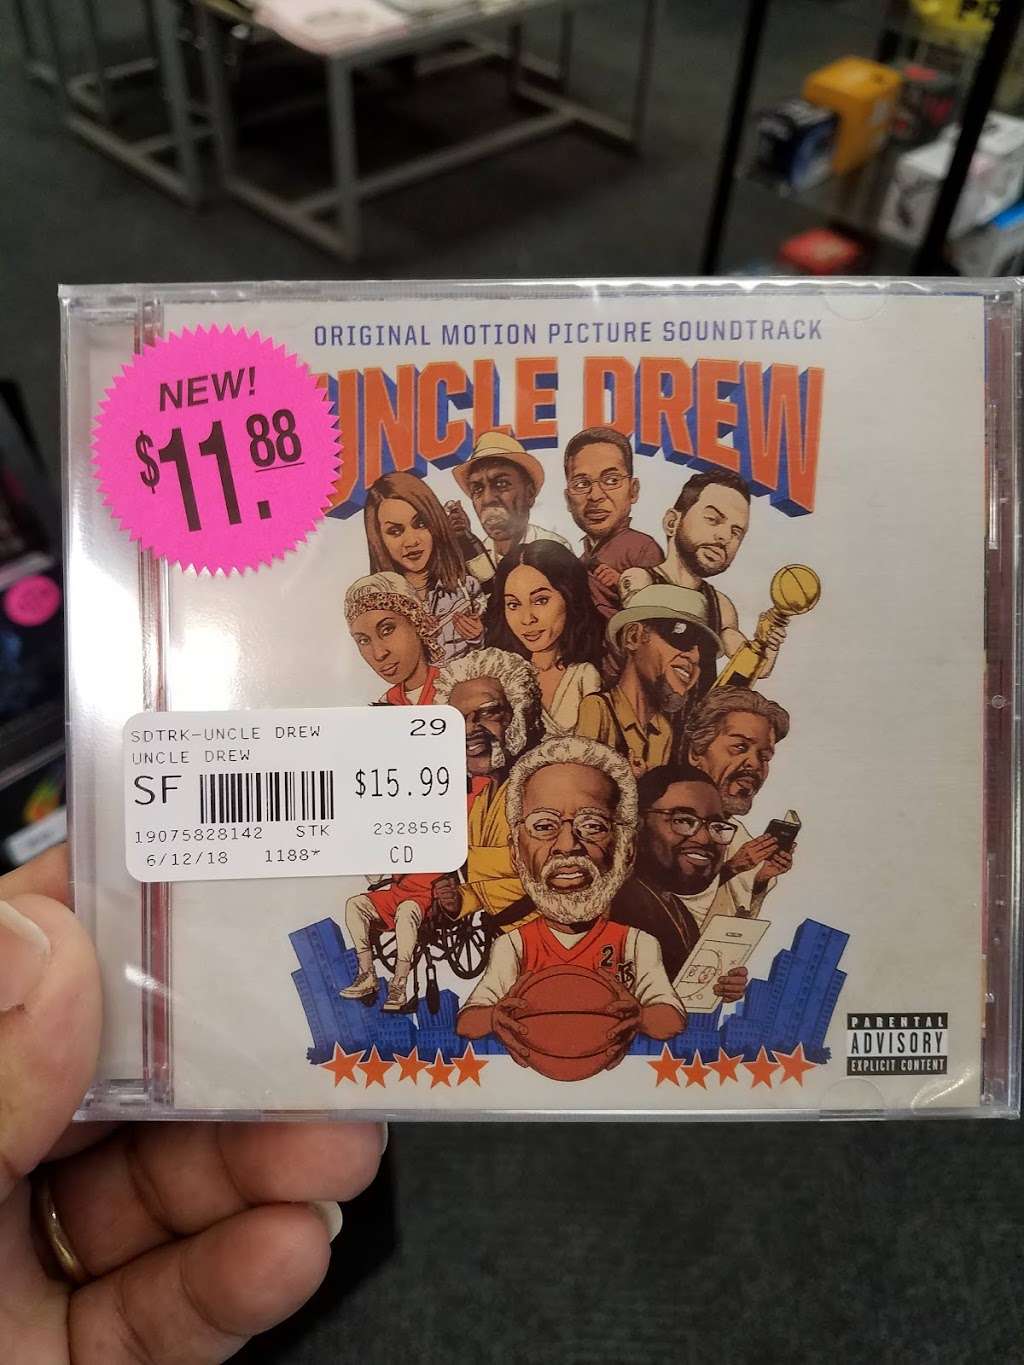 ORIGINAL MOTION PICTURE SOUNDTRACK
UNCLE DREW
NEW!
$11.88
SDTRK-UNCLE DREW 29
UNCLE DREW
SF $15.99
19075828142 STK 2328565
6/12/18 1188* CD
2
PARENTAL
ADVISORY
EXPLICIT CONTENT